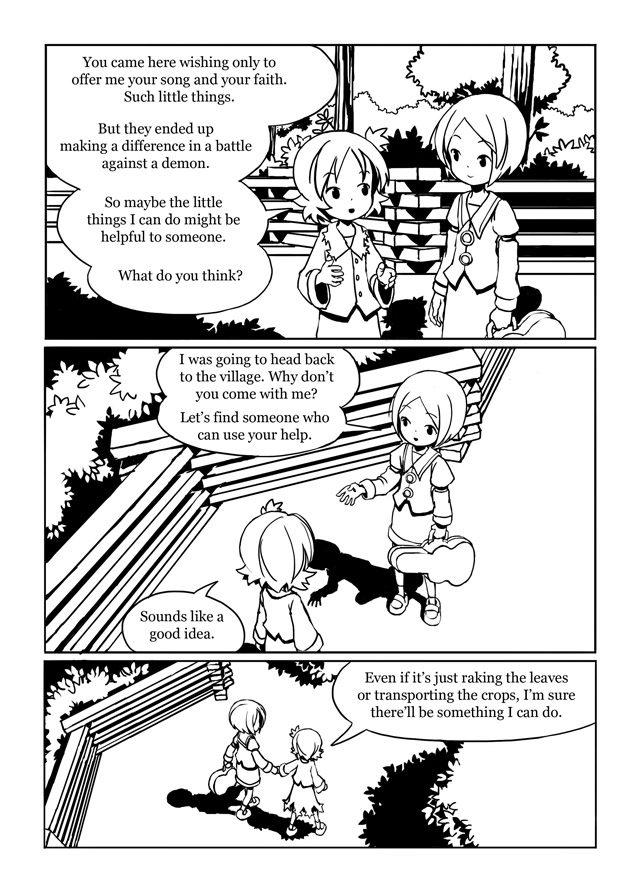 You came here wishing only to
offer me your song and your faith.
Such little things.
But they ended up
making a difference in a battle
against a demon.
So maybe the little
things I can do might be
helpful to someone.
What do you think?
I was going to head back
to the village. Why don't
you come with me?
Let's find someone who
can use your help.
Sounds like a
good idea.
Even if it's just raking the leaves
or transporting the crops, I'm sure
there'll be something I can do.